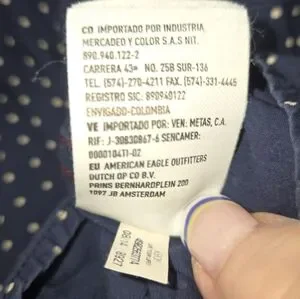 CO IMPORTADO POR INDUSTRIA
MERCADEO Y COLOR S.A.S NIT.
890.940.122-2
CARRERA 43ª NO. 25B SUR-136
TEL. (574)-270-4211 FAX (574)-331-4445
REGISTRO SIC. 890940122
ENVIGADO-COLOMBIA
VE IMPORTADO POR: VEN: METAS, C.A.
RIF: J-30830867-6 SENCAMER:
000010411-02
EU AMERICAN EAGLE OUTFITTERS
DUTCH OP CO B.V.
PRINS BERNHARDPLEIN 200
1097 JB AMSTERDAM